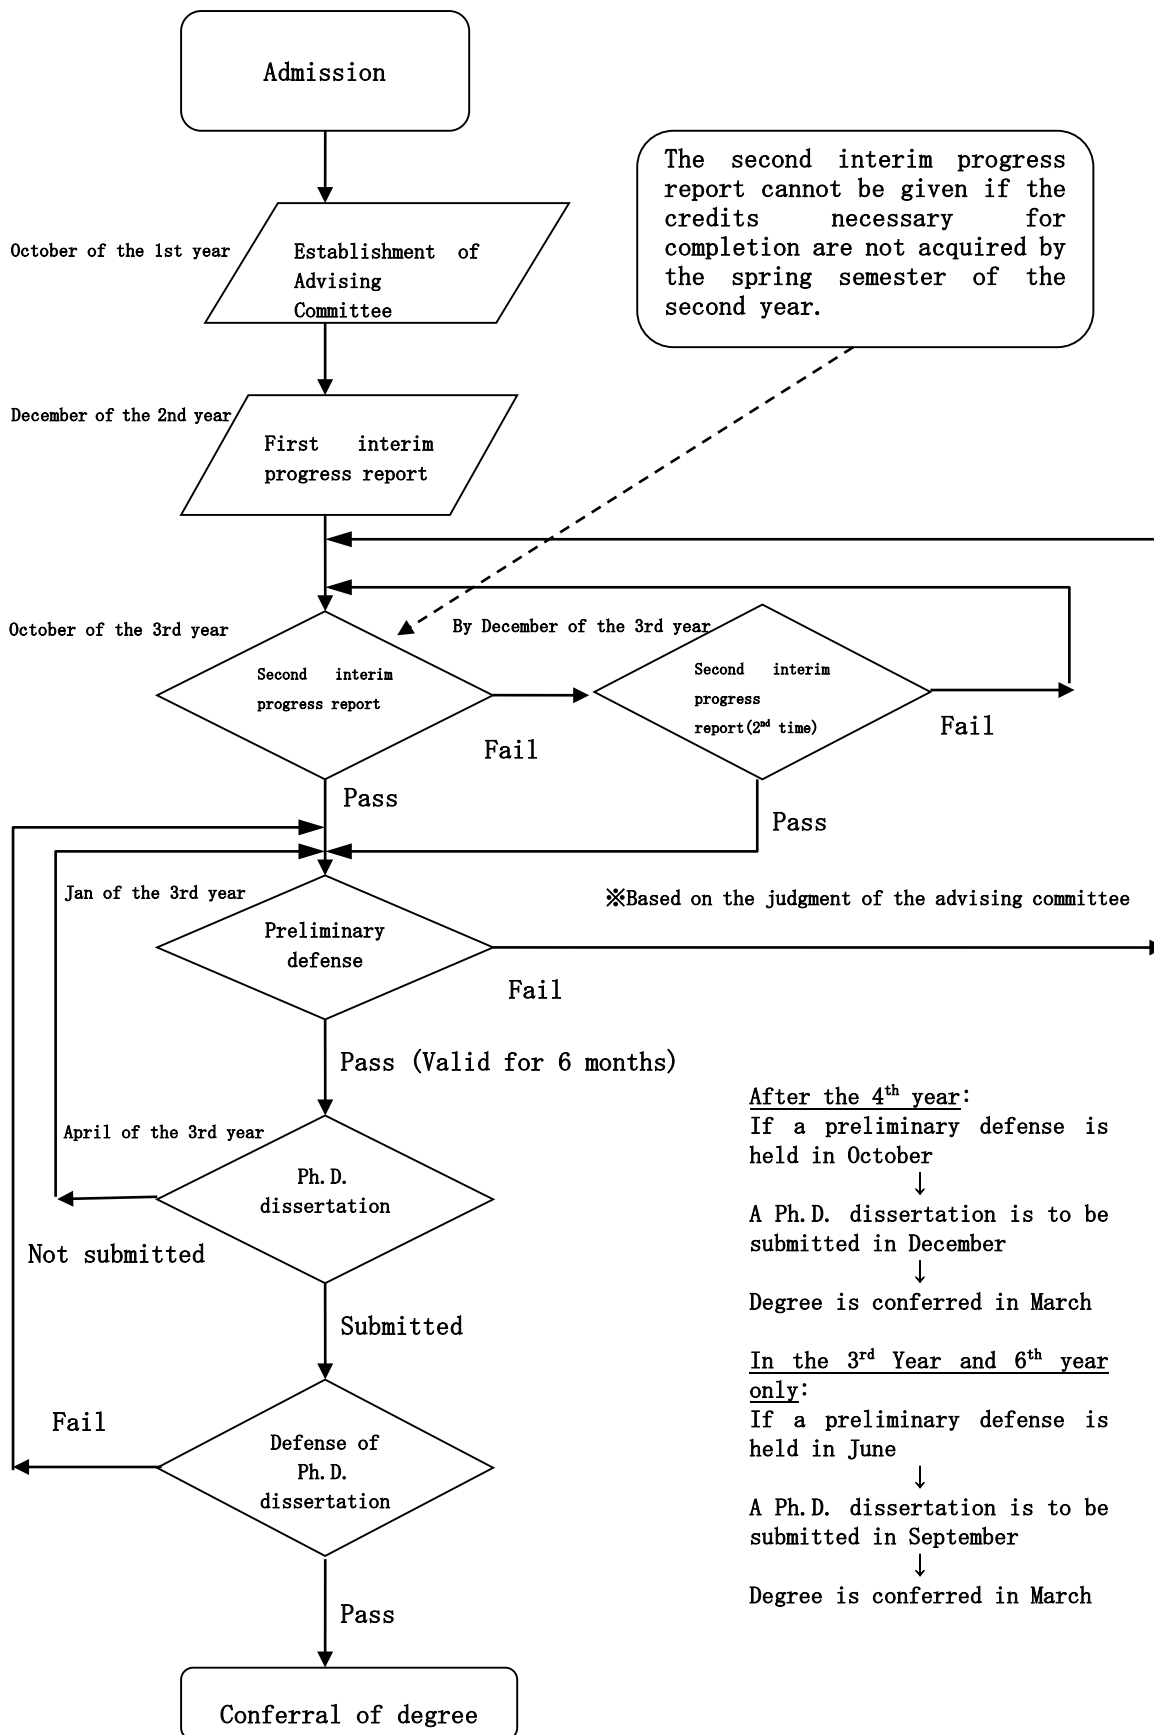 Admission
The second interim progress
report cannot be given if the
credits necessary for
completion are not acquired by
the spring semester of the
second year.
October of the 1st year
Establishment of
Advising
Committee
December of the 2nd year
First interim
progress report
October of the 3rd year
Second interim
progress report
Fail
By December of the 3rd year
Second interim
progress
report(2nd time)
Fail
Pass
Pass
Jan of the 3rd year
Preliminary
defense
※Based on the judgment of the advising committee
Fail
Pass (Valid for 6 months)
April of the 3rd year
Ph.D.
dissertation
Not submitted
Submitted
Fail
Defense of
Ph.D.
dissertation
Pass
Conferral of degree
After the 4th year:
If a preliminary defense is
held in October
↓
A Ph.D. dissertation is to be
submitted in December
↓
Degree is conferred in March
In the 3rd Year and 6th year
only:
If a preliminary defense is
held in June
↓
A Ph.D. dissertation is to be
submitted in September
↓
Degree is conferred in March